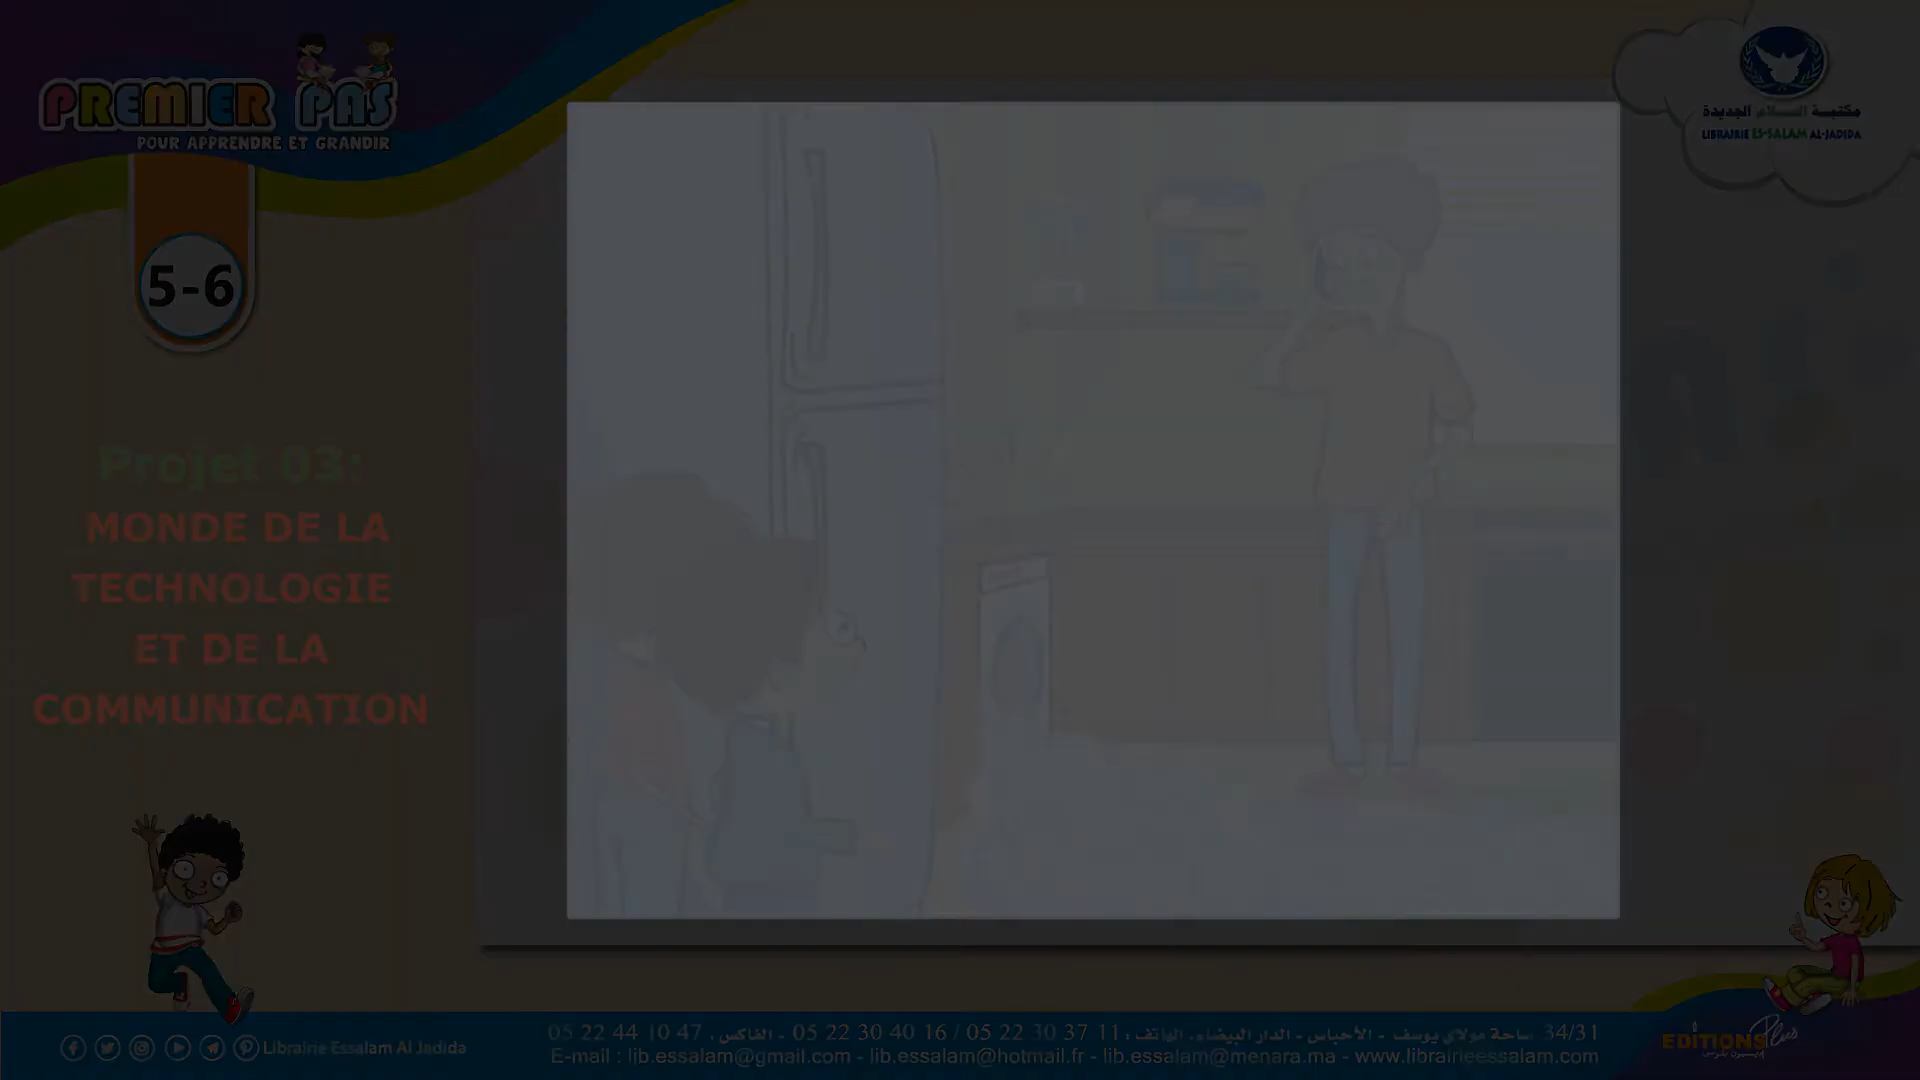 PREMIER PAS
POUR APPRENDRE ET GRANDIR
5-6
Projet 03:
MONDE DE LA
TECHNOLOGIE
ET DE LA
COMMUNICATION
مكتبة السلام الجديدة
LIBRAIRIE ES-SALAM AL-JADIDA
Librairie Essalam Al Jadida
34/31 ساحة مولاي يوسف - الأحباس - الدار البيضاء. الهاتف : 05 22 30 37 11 / 05 22 30 40 16 - الفاكس . 05 22 44 10 47
E-mail : lib.essalam@gmail.com - lib.essalam@hotmail.fr - lib.essalam@menara.ma - www.librairieessalam.com
EDITIONS Plus